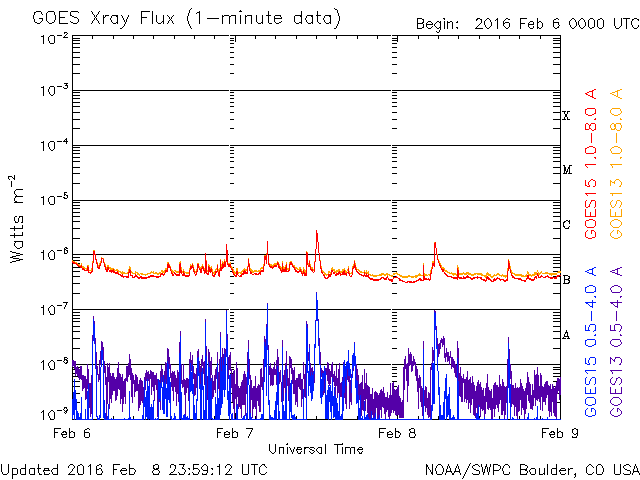 GOES Xray Flux (1-minute data)
Begin: 2016 Feb 6 0000 UTC
10-2
10-3
10-4
10-5
10-6
10-7
10-8
10-9
Watts m-2
X
M
C
B
A
GOES15 1.0-8.0 A
GOES13 1.0-8.0 A
GOES15 0.5-4.0 A
GOES13 0.5-4.0 A
Feb 6
Feb 7
Feb 8
Feb 9
Universal Time
Updated 2016 Feb 8 23:59:12 UTC
NOAA/SWPC Boulder, CO USA